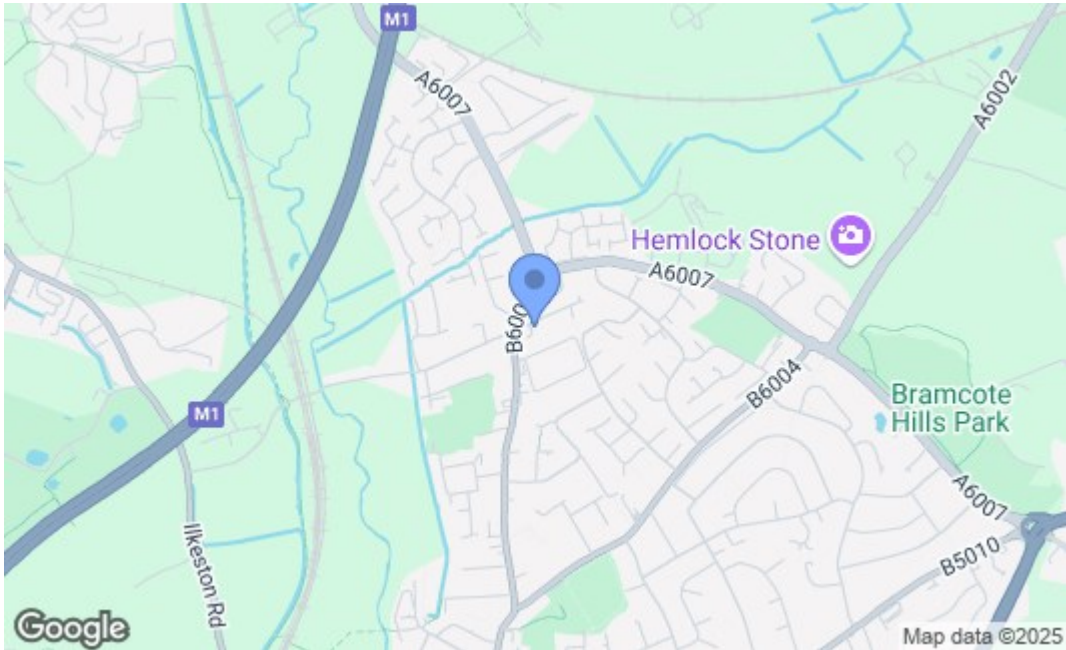 M1
A6007
A6002
Hemlock Stone
A6007
B600
B6004
Bramcote
Hills Park
M1
A6007
B5010
Ilkeston Rd
Google
Map data ©2025